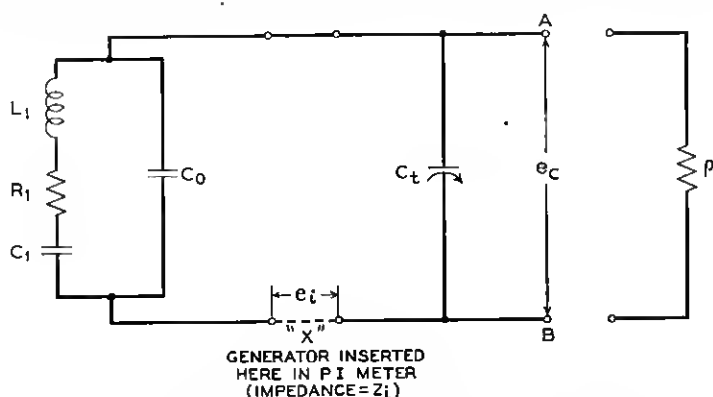 A
L1
R1
C1
C0
Ct
ec
ρ
ei
"X"
B
GENERATOR INSERTED
HERE IN PI METER
(IMPEDANCE=Zi)